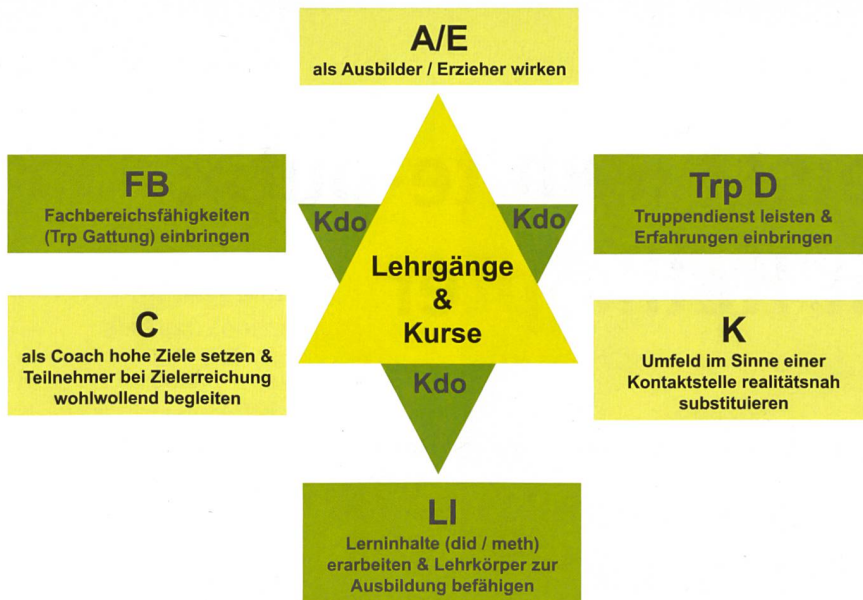 A/E
als Ausbilder / Erzieher wirken
FB
Fachbereichsfähigkeiten
(Trp Gattung) einbringen
Trp D
Truppendienst leisten &
Erfahrungen einbringen
Kdo
Kdo
Lehrgänge
&
Kurse
C
als Coach hohe Ziele setzen &
Teilnehmer bei Zielerreichung
wohlwollend begleiten
K
Umfeld im Sinne einer
Kontaktstelle realitätsnah
substituieren
Kdo
LI
Lerninhalte (did / meth)
erarbeiten & Lehrkörper zur
Ausbildung befähigen